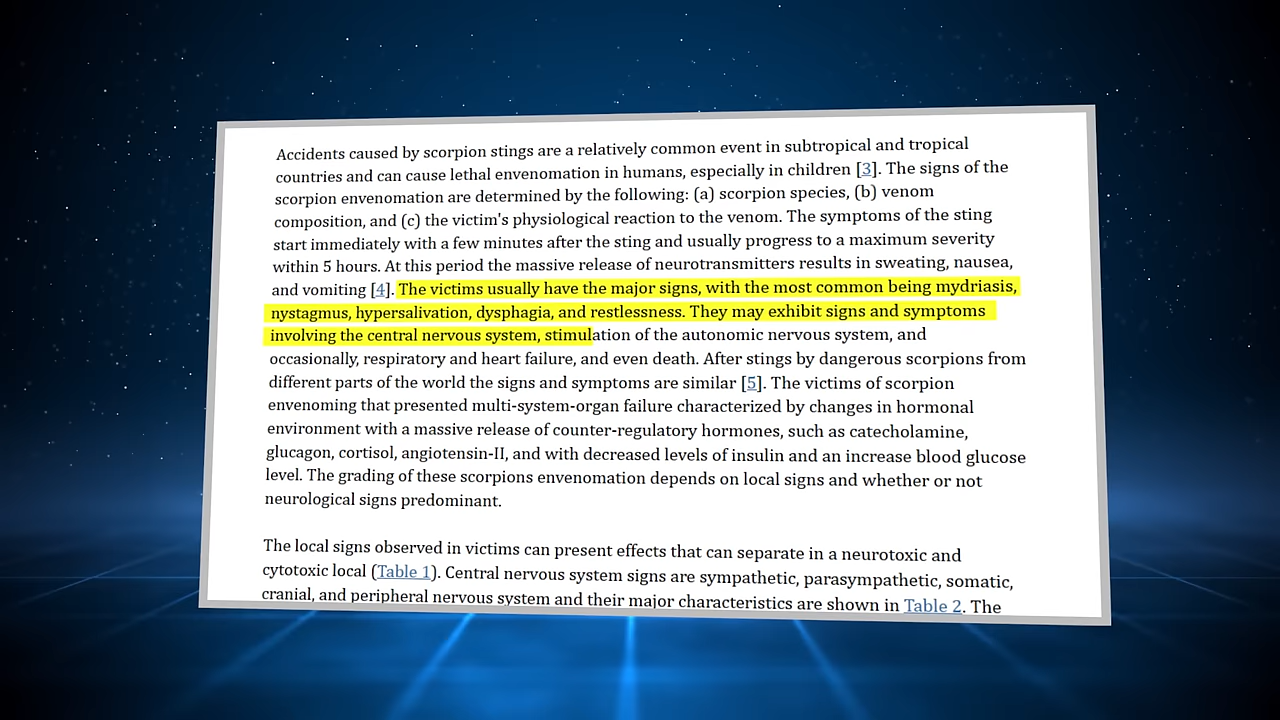 Accidents caused by scorpion stings are a relatively common event in subtropical and tropical
countries and can cause lethal envenomation in humans, especially in children [3]. The signs of the
scorpion envenomation are determined by the following: (a) scorpion species, (b) venom
composition, and (c) the victim's physiological reaction to the venom. The symptoms of the sting
start immediately with a few minutes after the sting and usually progress to a maximum severity
within 5 hours. At this period the massive release of neurotransmitters results in sweating, nausea,
and vomiting [4]. The victims usually have the major signs, with the most common being mydriasis,
nystagmus, hypersalivation, dysphagia, and restlessness. They may exhibit signs and symptoms
involving the central nervous system, stimulation of the autonomic nervous system, and
occasionally, respiratory and heart failure, and even death. After stings by dangerous scorpions from
different parts of the world the signs and symptoms are similar [5]. The victims of scorpion
envenoming that presented multi-system-organ failure characterized by changes in hormonal
environment with a massive release of counter-regulatory hormones, such as catecholamine,
glucagon, cortisol, angiotensin-II, and with decreased levels of insulin and an increase blood glucose
level. The grading of these scorpions envenomation depends on local signs and whether or not
neurological signs predominant.
The local signs observed in victims can present effects that can separate in a neurotoxic and
cytotoxic local (Table 1). Central nervous system signs are sympathetic, parasympathetic, somatic,
cranial, and peripheral nervous system and their major characteristics are shown in Table 2. The